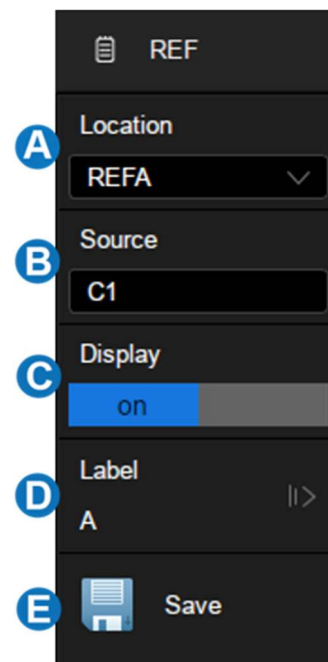 REF
A
Location
REFA
B
Source
C1
C
Display
on
D
Label
A
E
Save